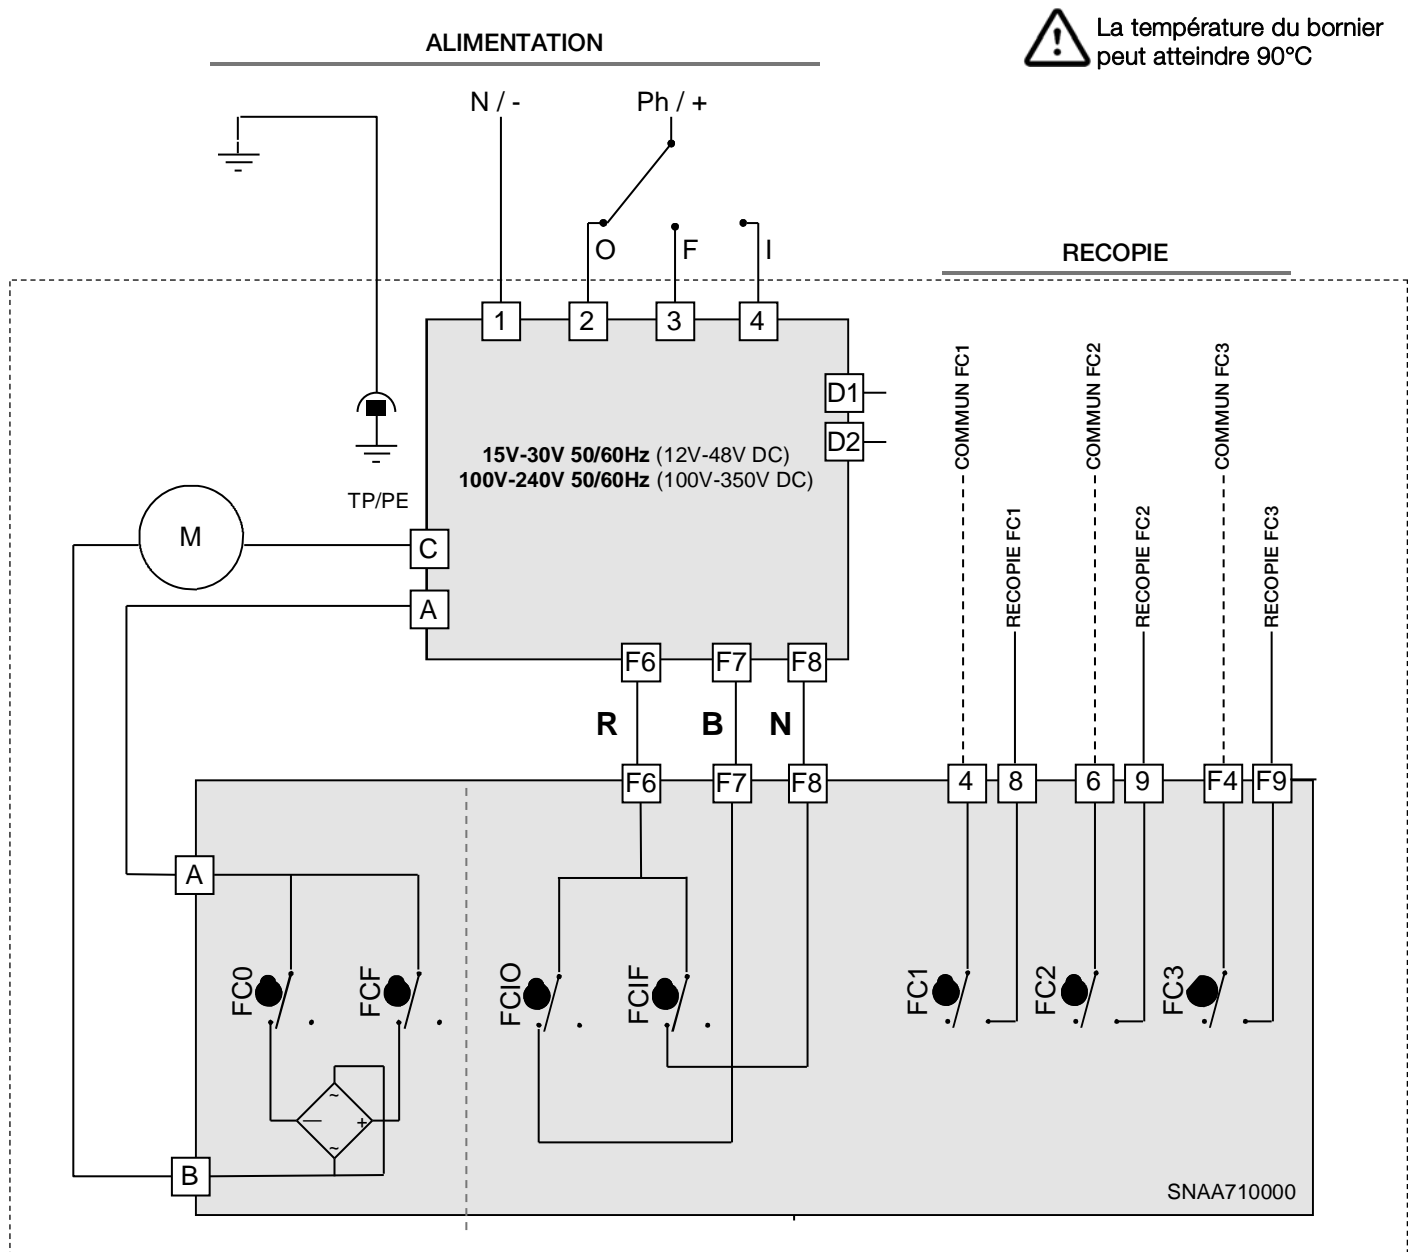 ALIMENTATION
La température du bornier
peut atteindre 90°C
N / -
Ph / +
O
F
I
RECOPIE
1
2
3
4
D1
D2
15V-30V 50/60Hz (12V-48V DC)
100V-240V 50/60Hz (100V-350V DC)
TP/PE
M
C
A
F6
F7
F8
R
B
N
COMMUN FC1
RECOPIE FC1
COMMUN FC2
RECOPIE FC2
COMMUN FC3
RECOPIE FC3
F6
F7
F8
4
8
6
9
F4
F9
A
FC0
FCF
FCIO
FCIF
FC1
FC2
FC3
~
—
+
~
B
SNAA710000